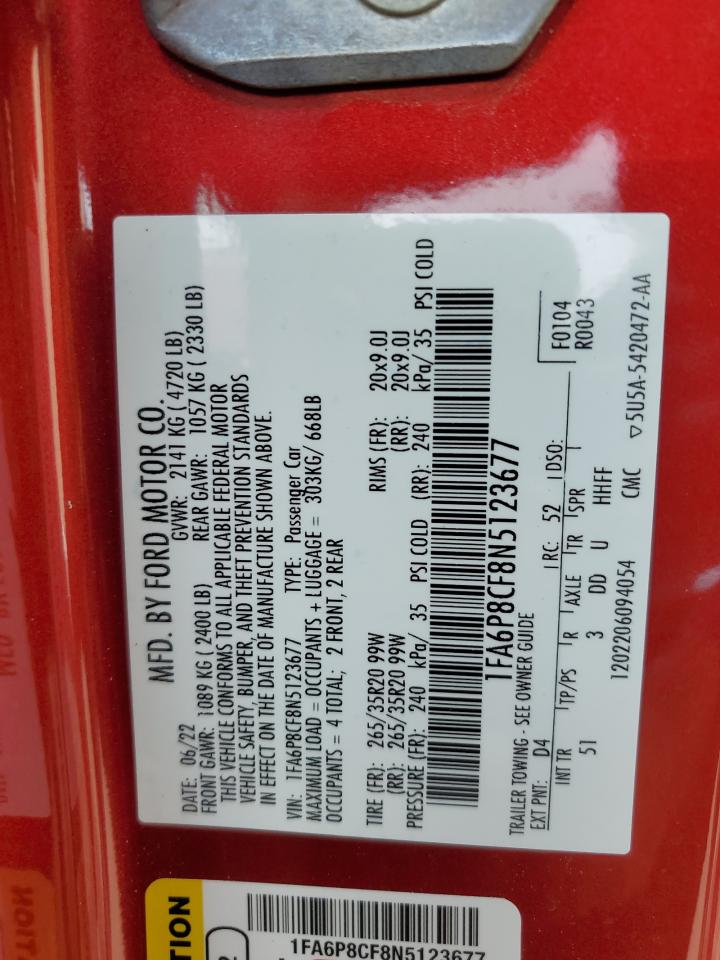 MFD. BY FORD MOTOR CO.
DATE: 06/22 GVWR: 2141 KG ( 4720 LB)
FRONT GAWR: 1089 KG ( 2400 LB) REAR GAWR: 1057 KG ( 2330 LB)
THIS VEHICLE CONFORMS TO ALL APPLICABLE FEDERAL MOTOR
VEHICLE SAFETY, BUMPER, AND THEFT PREVENTION STANDARDS
IN EFFECT ON THE DATE OF MANUFACTURE SHOWN ABOVE.
VIN: 1FA6P8CF8N5123677 TYPE: Passenger Car
MAXIMUM LOAD = OCCUPANTS + LUGGAGE = 303KG/ 668LB
OCCUPANTS = 4 TOTAL; 2 FRONT, 2 REAR
TIRE (FR): 265/35R20 99W RIMS (FR): 20x9.0J
(RR): 265/35R20 99W (RR): 20x9.0J
PRESSURE (FR): 240 kPa/ 35 PSI COLD (RR): 240 kPa/ 35 PSI COLD
1FA6P8CF8N5123677
TRAILER TOWING - SEE OWNER GUIDE
EXT PNT: D4 RC: 52 DSO: F0104
INT TR TP/PS R AXLE TR SPR R0043
51 3 DD U HHFF
1202206094054 CMC ▽5U5A-5420472-AA
TION
1FA6P8CF8N5123677